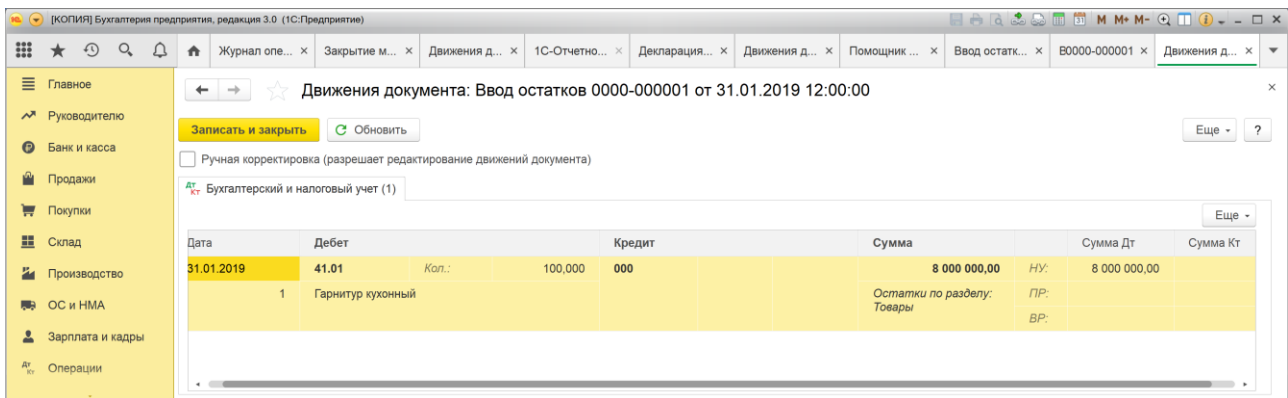 [КОПИЯ] Бухгалтерия предприятия, редакция 3.0 (1С:Предприятие) M M+ M-
Журнал опе... × Закрытие м... × Движения д... × 1С-Отчетно... × Декларация... × Движения д... × Помощник ... × Ввод остатк... × В0000-000001 × Движения д... ×
Главное
Руководителю
Банк и касса
Продажи
Покупки
Склад
Производство
ОС и НМА
Зарплата и кадры
Операции
Движения документа: Ввод остатков 0000-000001 от 31.01.2019 12:00:00
Записать и закрыть Обновить Еще ?
Ручная корректировка (разрешает редактирование движений документа)
Дт Кт Бухгалтерский и налоговый учет (1)
Еще
Дата Дебет Кредит Сумма Сумма Дт Сумма Кт
31.01.2019 41.01 Кол.: 100,000 000 8 000 000,00 НУ: 8 000 000,00
1 Гарнитур кухонный Остатки по разделу: ПР:
Товары
ВР: